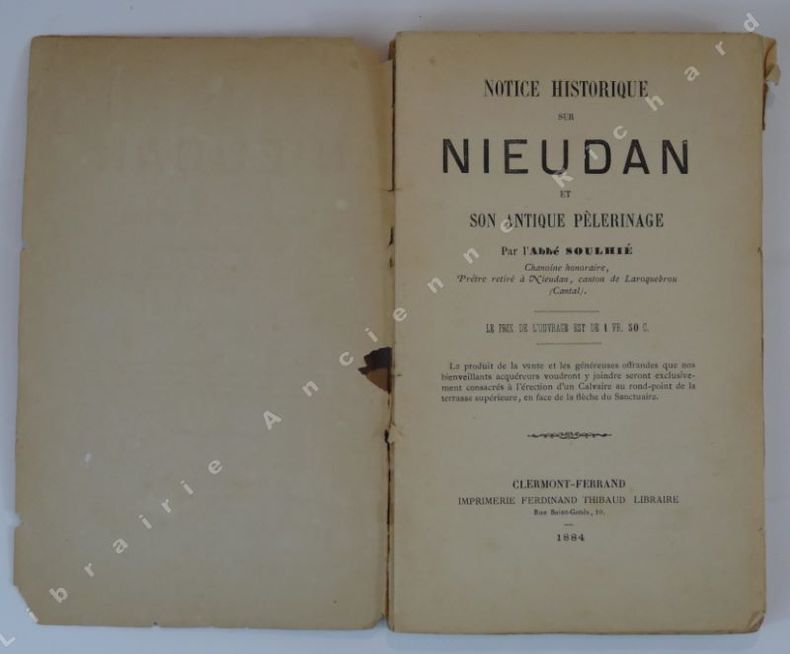 NOTICE HISTORIQUE
SUR
NIEUDAN
ET
SON ANTIQUE PÈLERINAGE
Par l'Abbé SOULHIÉ
Chanoine honoraire,
Prêtre retiré à Nieudan, canton de Laroquebrou
(Cantal).
LE PRIX DE L'OUVRAGE EST DE 1 FR. 50 C.
Le produit de la vente et les généreuses offrandes que nos
bienveillants acquéreurs voudront y joindre seront exclusive-
ment consacrés à l'érection d'un Calvaire au rond-point de la
terrasse supérieure, en face de la flèche du Sanctuaire.
CLERMONT-FERRAND
IMPRIMERIE FERDINAND THIBAUD LIBRAIRE
Rue Saint-Genès, 10.
1884
Librairie Ancienne Richard